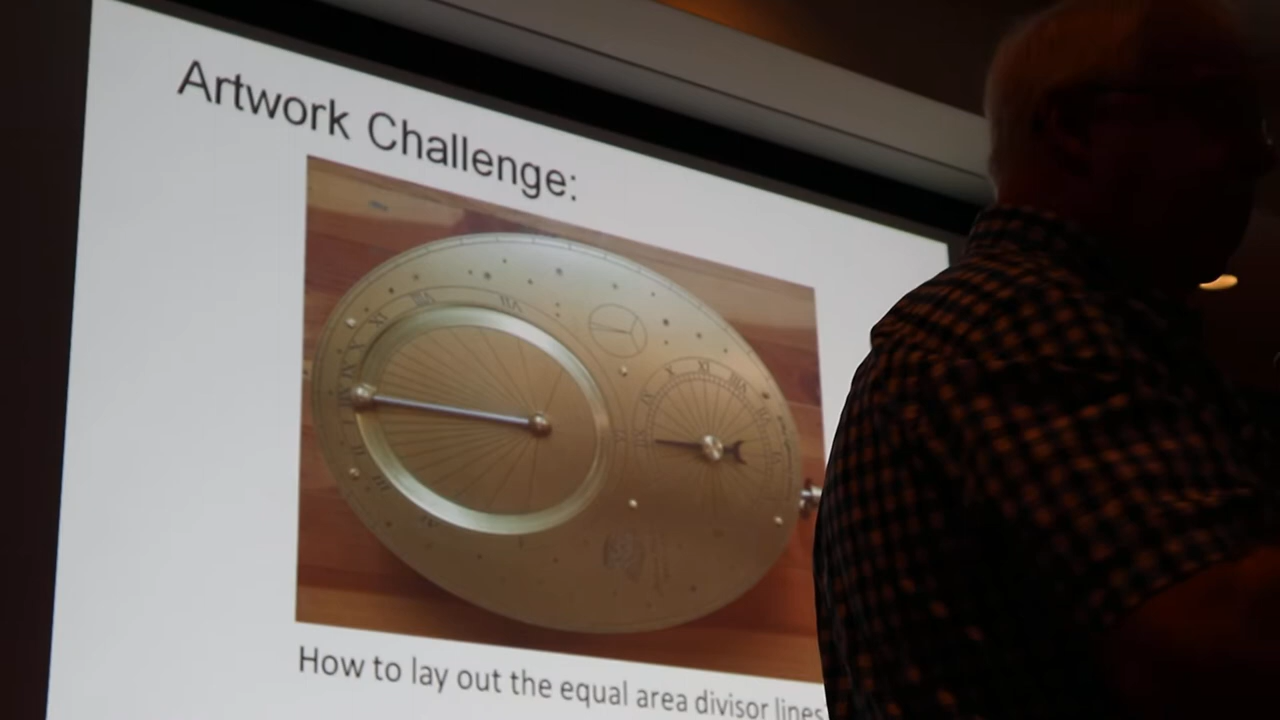 Artwork Challenge:
How to lay out the equal area divisor lines